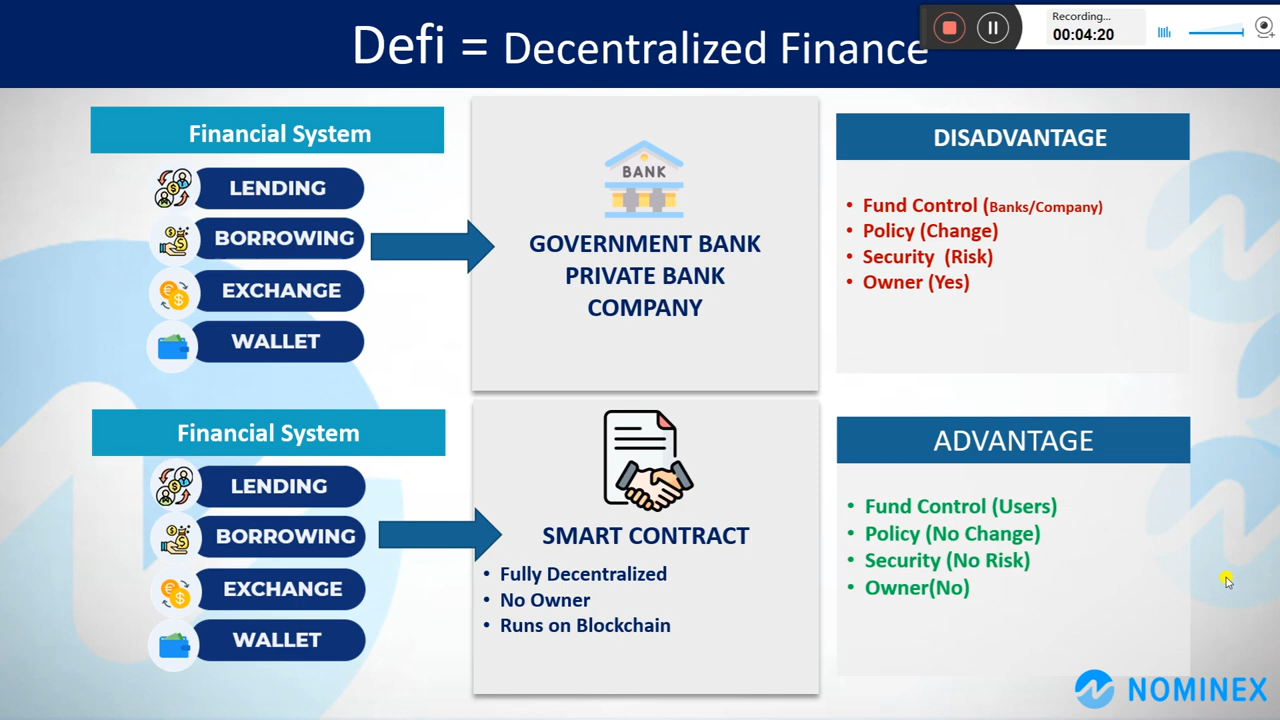 Defi = Decentralized Finance
Recording...
00:04:20
Financial System
LENDING
BORROWING
EXCHANGE
WALLET
BANK
GOVERNMENT BANK
PRIVATE BANK
COMPANY
DISADVANTAGE
• Fund Control (Banks/Company)
• Policy (Change)
• Security (Risk)
• Owner (Yes)
Financial System
LENDING
BORROWING
EXCHANGE
WALLET
SMART CONTRACT
• Fully Decentralized
• No Owner
• Runs on Blockchain
ADVANTAGE
• Fund Control (Users)
• Policy (No Change)
• Security (No Risk)
• Owner(No)
NOMINEX